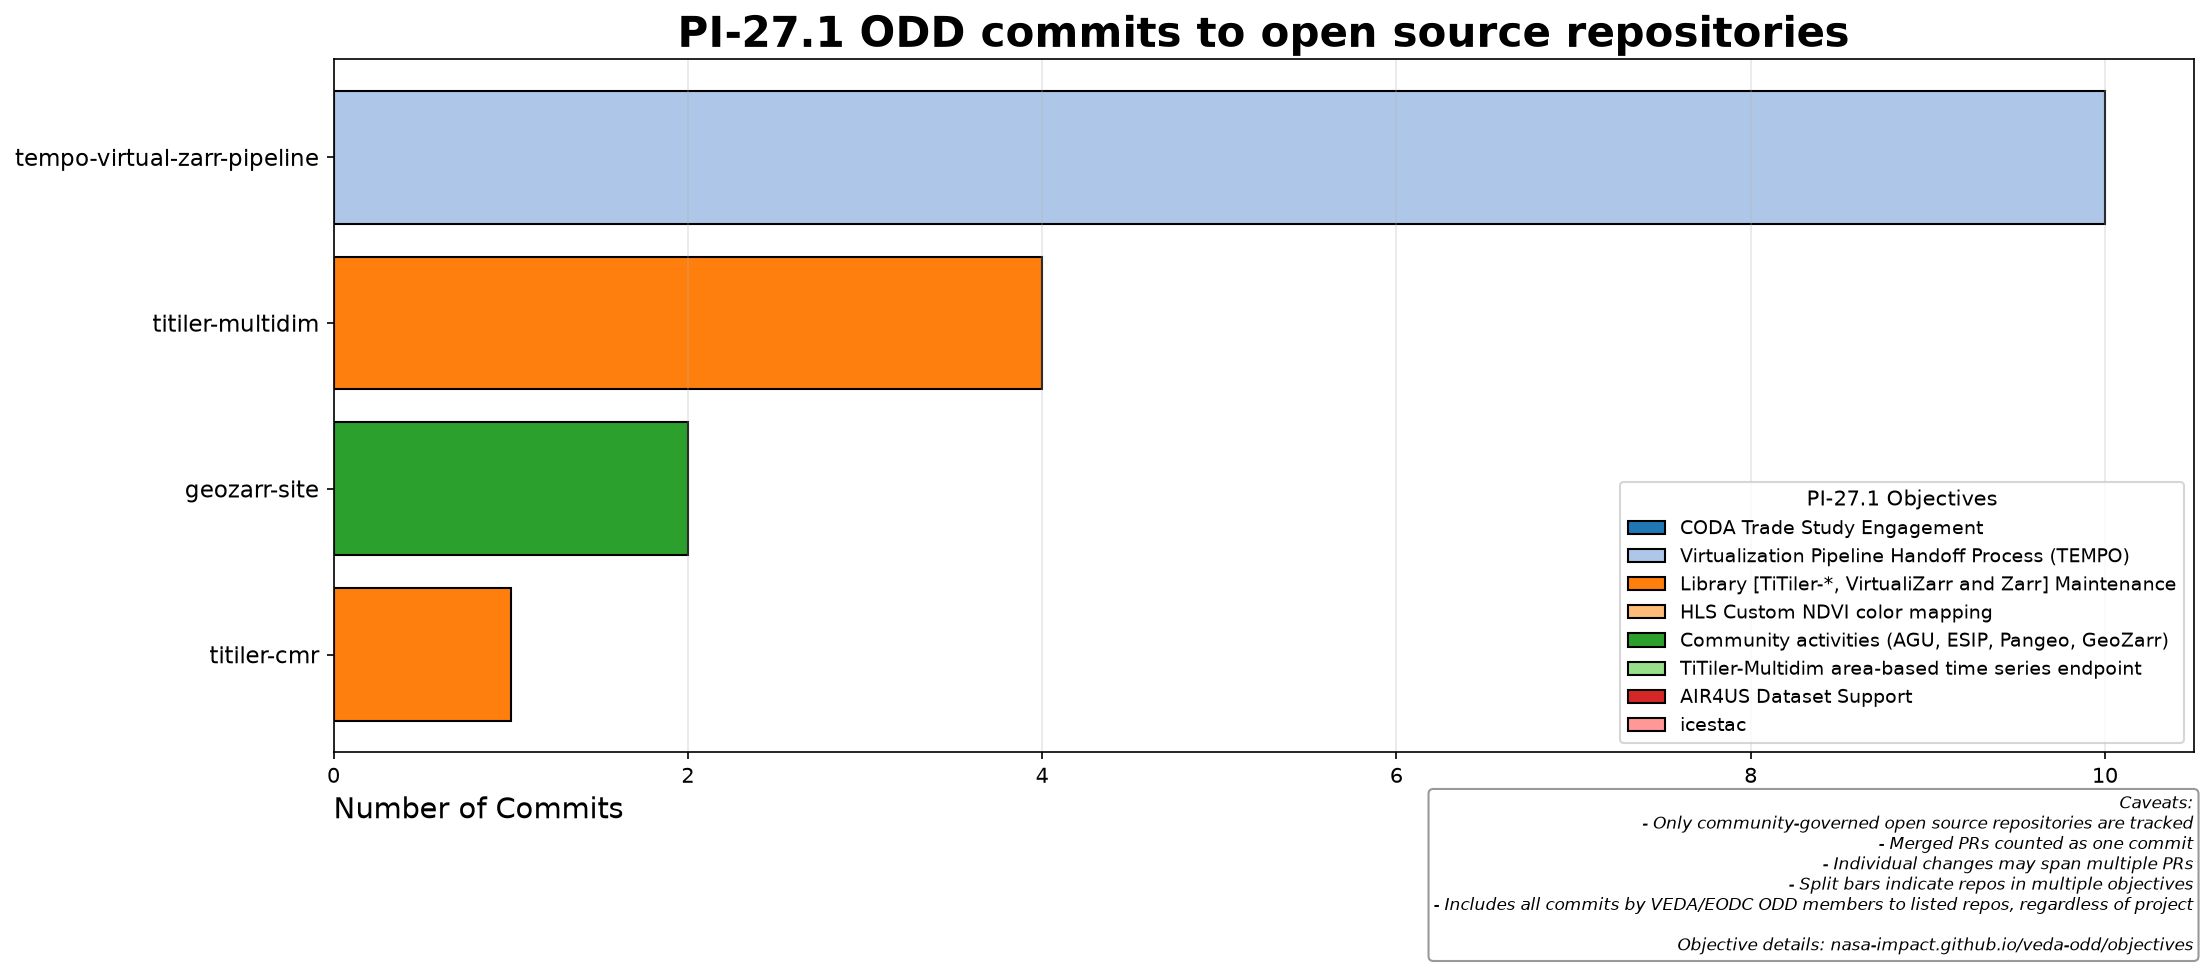 PI-27.1 ODD commits to open source repositories
tempo-virtual-zarr-pipeline
titiler-multidim
geozarr-site
titiler-cmr
PI-27.1 Objectives
CODA Trade Study Engagement
Virtualization Pipeline Handoff Process (TEMPO)
Library [TiTiler-*, VirtualiZarr and Zarr] Maintenance
HLS Custom NDVI color mapping
Community activities (AGU, ESIP, Pangeo, GeoZarr)
TiTiler-Multidim area-based time series endpoint
AIR4US Dataset Support
icestac
0 2 4 6 8 10
Number of Commits
Caveats:
- Only community-governed open source repositories are tracked
- Merged PRs counted as one commit
- Individual changes may span multiple PRs
- Split bars indicate repos in multiple objectives
- Includes all commits by VEDA/EODC ODD members to listed repos, regardless of project
Objective details: nasa-impact.github.io/veda-odd/objectives